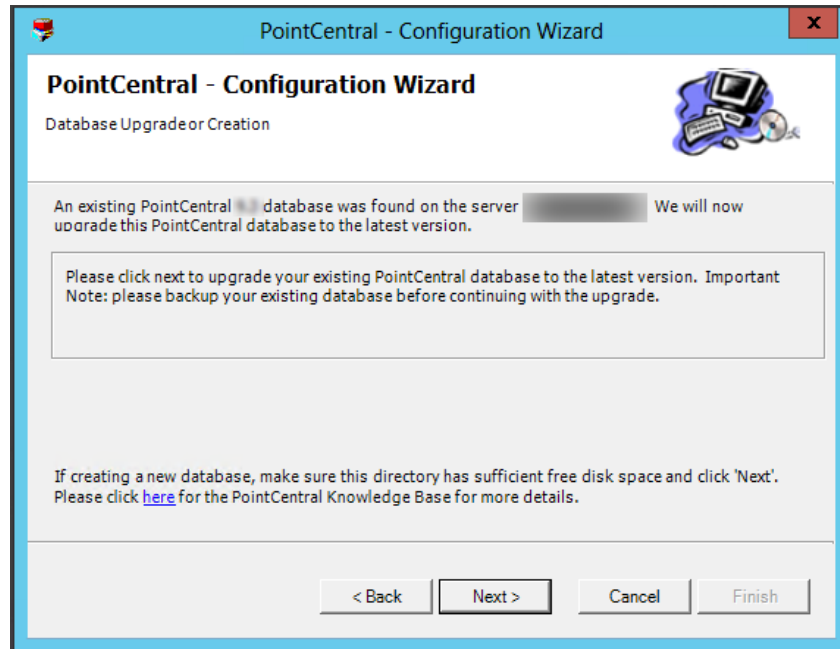 PointCentral - Configuration Wizard
x
PointCentral - Configuration Wizard
Database Upgrade or Creation
An existing PointCentral database was found on the server We will now
upgrade this PointCentral database to the latest version.
Please click next to upgrade your existing PointCentral database to the latest version. Important
Note: please backup your existing database before continuing with the upgrade.
If creating a new database, make sure this directory has sufficient free disk space and click 'Next'.
Please click here for the PointCentral Knowledge Base for more details.
< Back Next > Cancel Finish